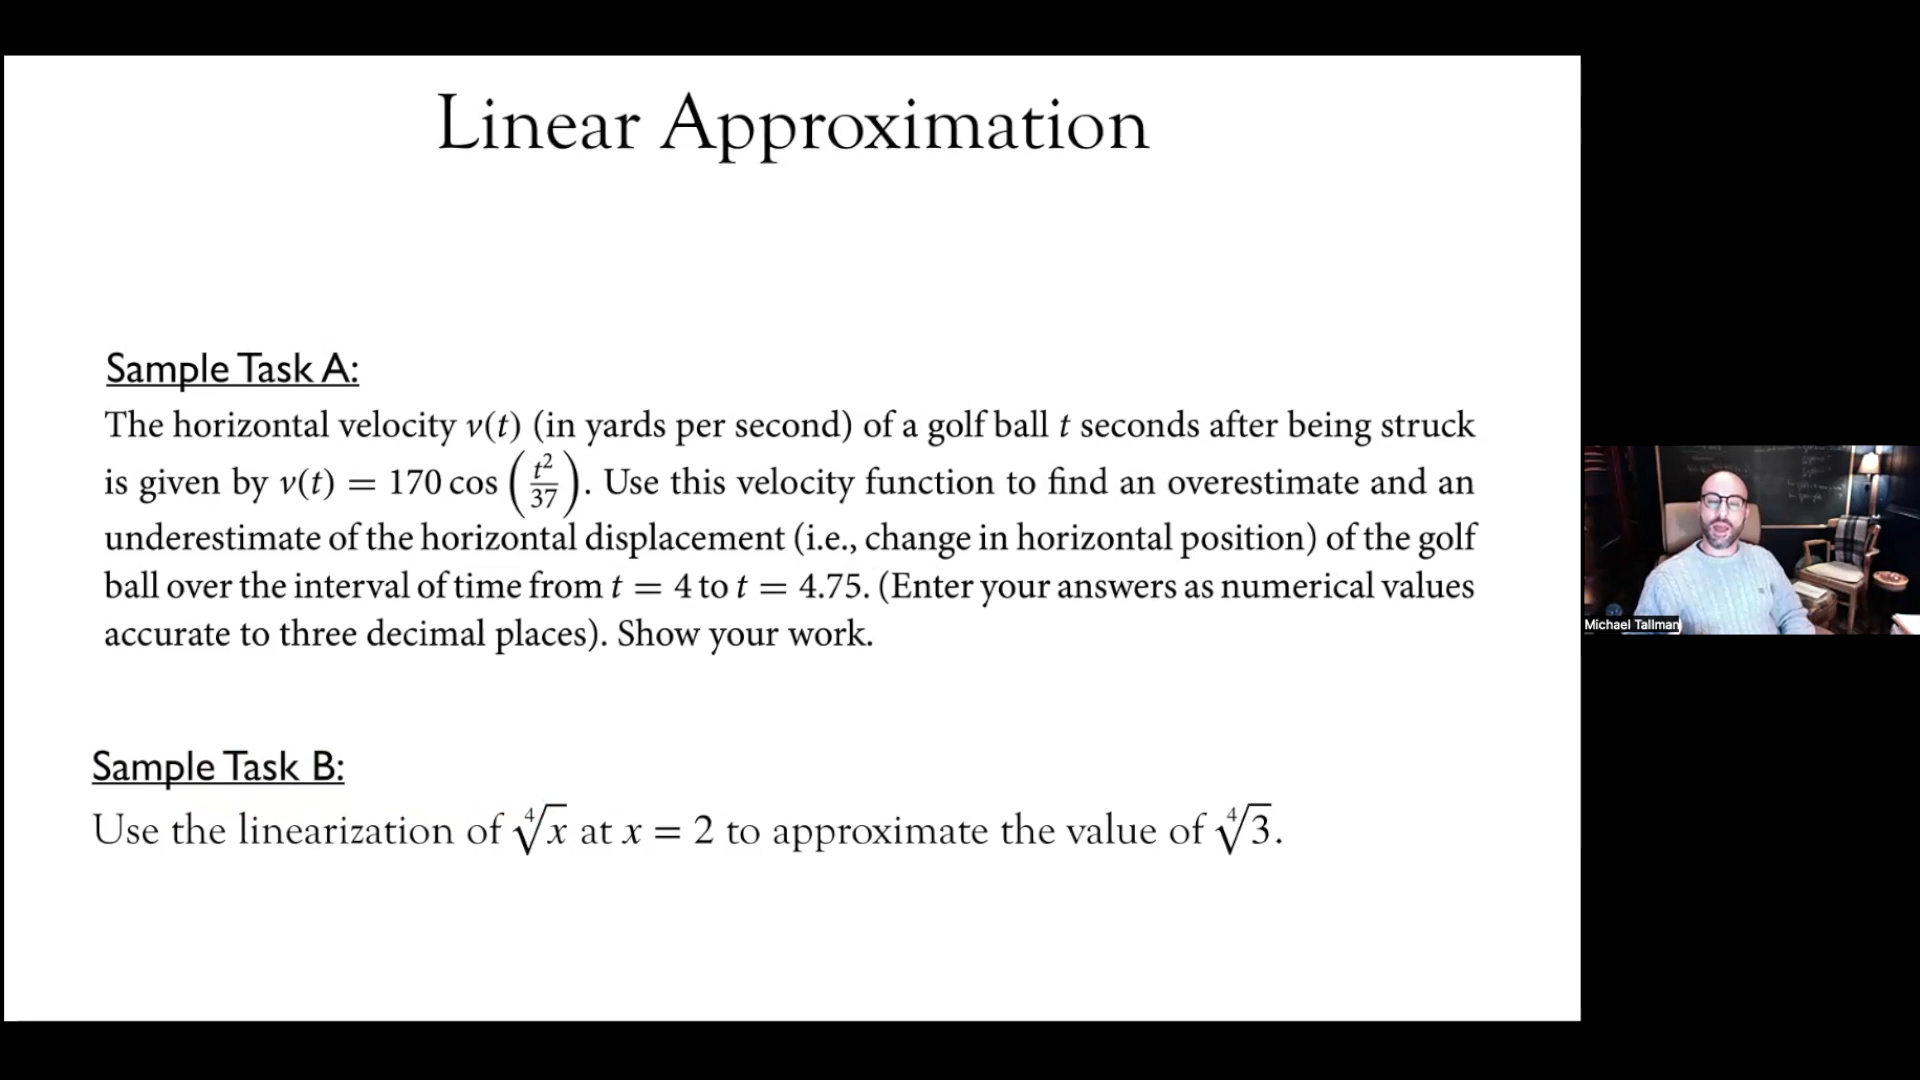 Linear Approximation
Sample Task A:
The horizontal velocity v(t) (in yards per second) of a golf ball t seconds after being struck
is given by v(t) = 170 cos (t²/37). Use this velocity function to find an overestimate and an
underestimate of the horizontal displacement (i.e., change in horizontal position) of the golf
ball over the interval of time from t = 4 to t = 4.75. (Enter your answers as numerical values
accurate to three decimal places). Show your work.
Sample Task B:
Use the linearization of ∜x at x = 2 to approximate the value of ∜3.
Michael Tallman